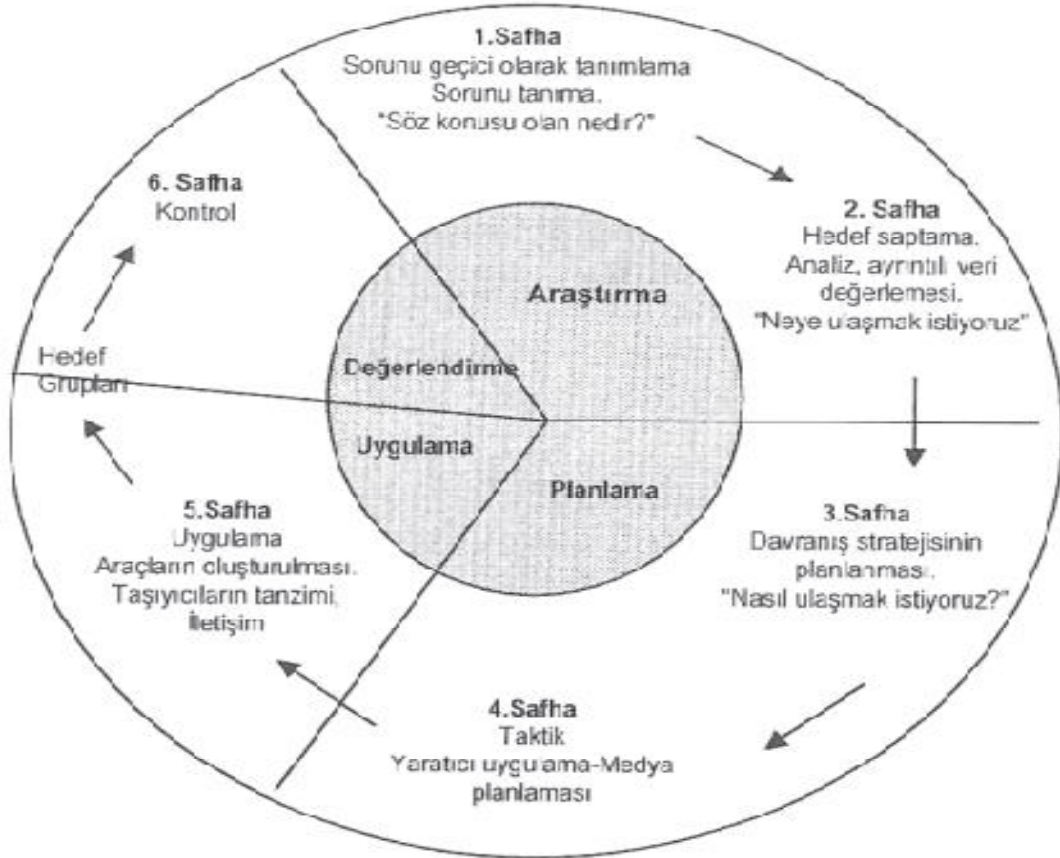 1.Safha
Sorunu geçici olarak tanımlama
Sorunu tanıma.
"Söz konusu olan nedir?"
6. Safha
Kontrol
2. Safha
Hedef saptama.
Analiz, ayrıntılı veri
değerlemesi.
"Neye ulaşmak istiyoruz"
Araştırma
Değerlendirme
Hedef
Grupları
Uygulama
Planlama
5.Safha
Uygulama
Araçların oluşturulması.
Taşıyıcıların tanzimi,
İletişim
3.Safha
Davranış stratejisinin
planlanması.
"Nasıl ulaşmak istiyoruz?"
4.Safha
Taktik
Yaratıcı uygulama-Medya
planlaması